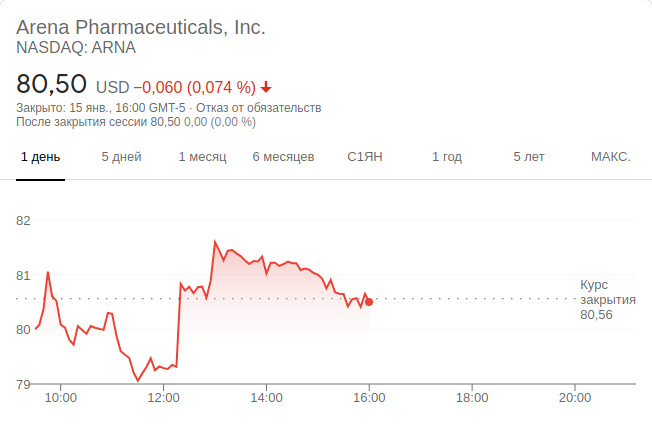 Arena Pharmaceuticals, Inc.
NASDAQ: ARNA
80,50 USD −0,060 (0,074 %)
Закрыто: 15 янв., 16:00 GMT-5 · Отказ от обязательств
После закрытия сессии 80,50 0,00 (0,00 %)
1 день 5 дней 1 месяц 6 месяцев С1ЯН 1 год 5 лет МАКС.
82
81
80
79
Курс
закрытия
80,56
10:00 12:00 14:00 16:00 18:00 20:00